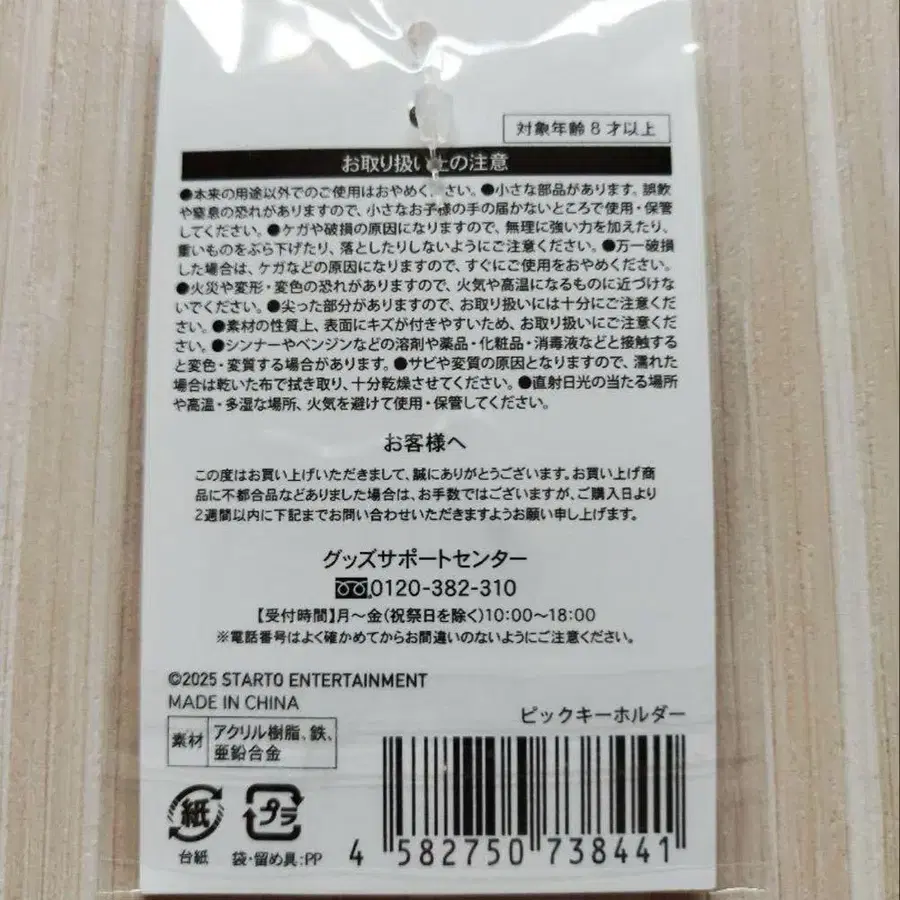 対象年齢8才以上
お取り扱い上の注意
●本来の用途以外でのご使用はおやめください。●小さな部品があります。誤飲
や窒息の恐れがありますので、小さなお子様の手の届かないところで使用・保管
してください。●ケガや破損の原因になりますので、無理に強い力を加えたり、
重いものをぶら下げたり、落としたりしないようにご注意ください。●万一破損
した場合は、ケガなどの原因になりますので、すぐにご使用をおやめください。
●火災や変形・変色の恐れがありますので、火気や高温になるものに近づけな
いでください。●尖った部分がありますので、お取り扱いには十分にご注意くだ
さい。●素材の性質上、表面にキズが付きやすいため、お取り扱いにご注意くだ
さい。●シンナーやベンジンなどの溶剤や薬品・化粧品・消毒液などと接触する
と変色・変質する場合があります。●サビや変質の原因となりますので、濡れた
場合は乾いた布で拭き取り、十分乾燥させてください。●直射日光の当たる場所
や高温・多湿な場所、火気を避けて使用・保管してください。
お客様へ
この度はお買い上げいただきまして、誠にありがとうございます。お買い上げ商
品に不都合品などありました場合は、お手数ではございますが、ご購入日より
2週間以内に下記までお問い合わせいただきますようお願い申し上げます。
グッズサポートセンター
0120-382-310
【受付時間】月〜金(祝祭日を除く)10:00〜18:00
※電話番号はよく確かめてからお間違いのないようにご注意ください。
©2025 STARTO ENTERTAINMENT
MADE IN CHINA
ピックキーホルダー
素材 アクリル樹脂、鉄、
亜鉛合金
紙 プラ
台紙 袋・留め具:PP
4 582750 738441